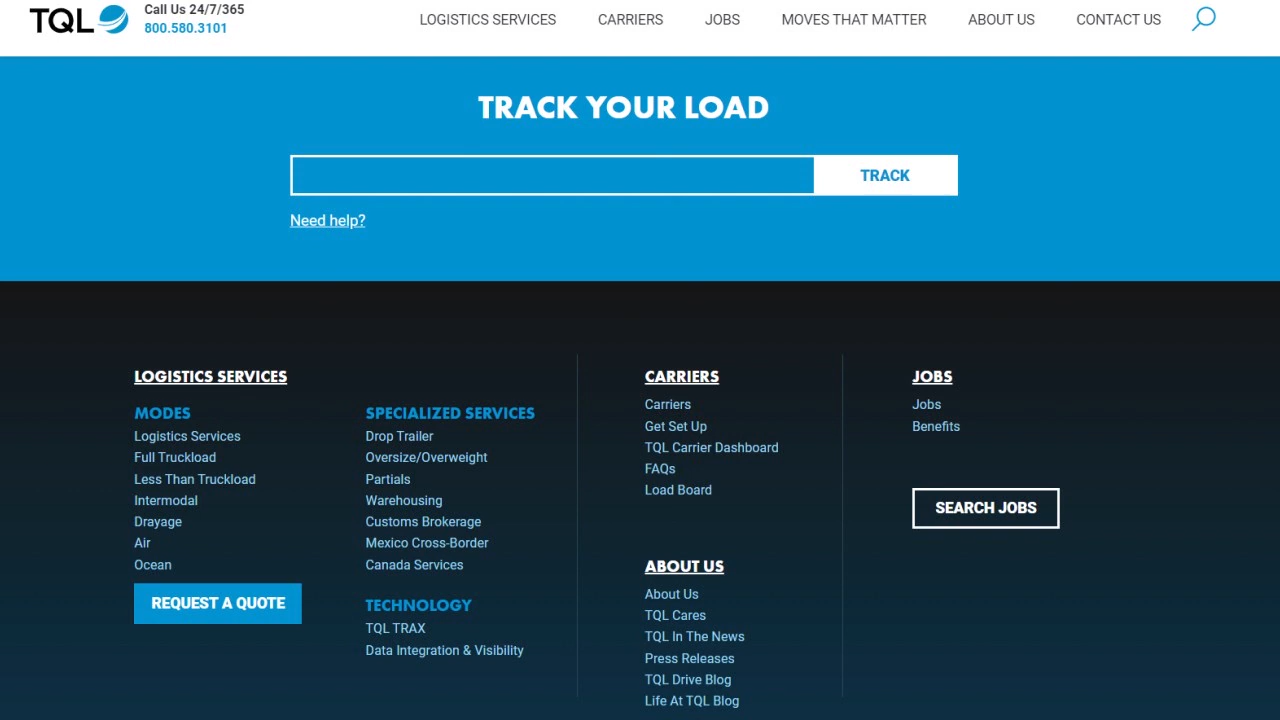 TQL
Call Us 24/7/365
800.580.3101
LOGISTICS SERVICES
CARRIERS
JOBS
MOVES THAT MATTER
ABOUT US
CONTACT US
TRACK YOUR LOAD
TRACK
Need help?
LOGISTICS SERVICES
MODES
Logistics Services
Full Truckload
Less Than Truckload
Intermodal
Drayage
Air
Ocean
REQUEST A QUOTE
SPECIALIZED SERVICES
Drop Trailer
Oversize/Overweight
Partials
Warehousing
Customs Brokerage
Mexico Cross-Border
Canada Services
TECHNOLOGY
TQL TRAX
Data Integration & Visibility
CARRIERS
Carriers
Get Set Up
TQL Carrier Dashboard
FAQs
Load Board
ABOUT US
About Us
TQL Cares
TQL In The News
Press Releases
TQL Drive Blog
Life At TQL Blog
JOBS
Jobs
Benefits
SEARCH JOBS